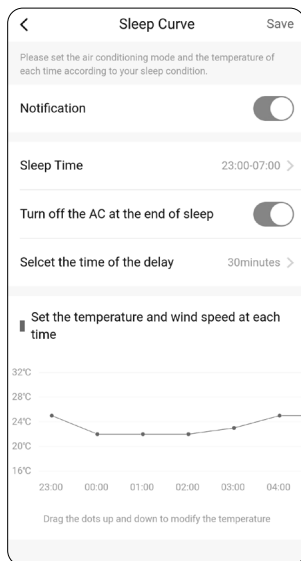 Sleep Curve Save
Please set the air conditioning mode and the temperature of
each time according to your sleep condition.
Notification
Sleep Time 23:00-07:00
Turn off the AC at the end of sleep
Selcet the time of the delay 30minutes
Set the temperature and wind speed at each
time
32℃
28℃
24℃
20℃
16℃
23:00 00:00 01:00 02:00 03:00 04:00
Drag the dots up and down to modify the temperature